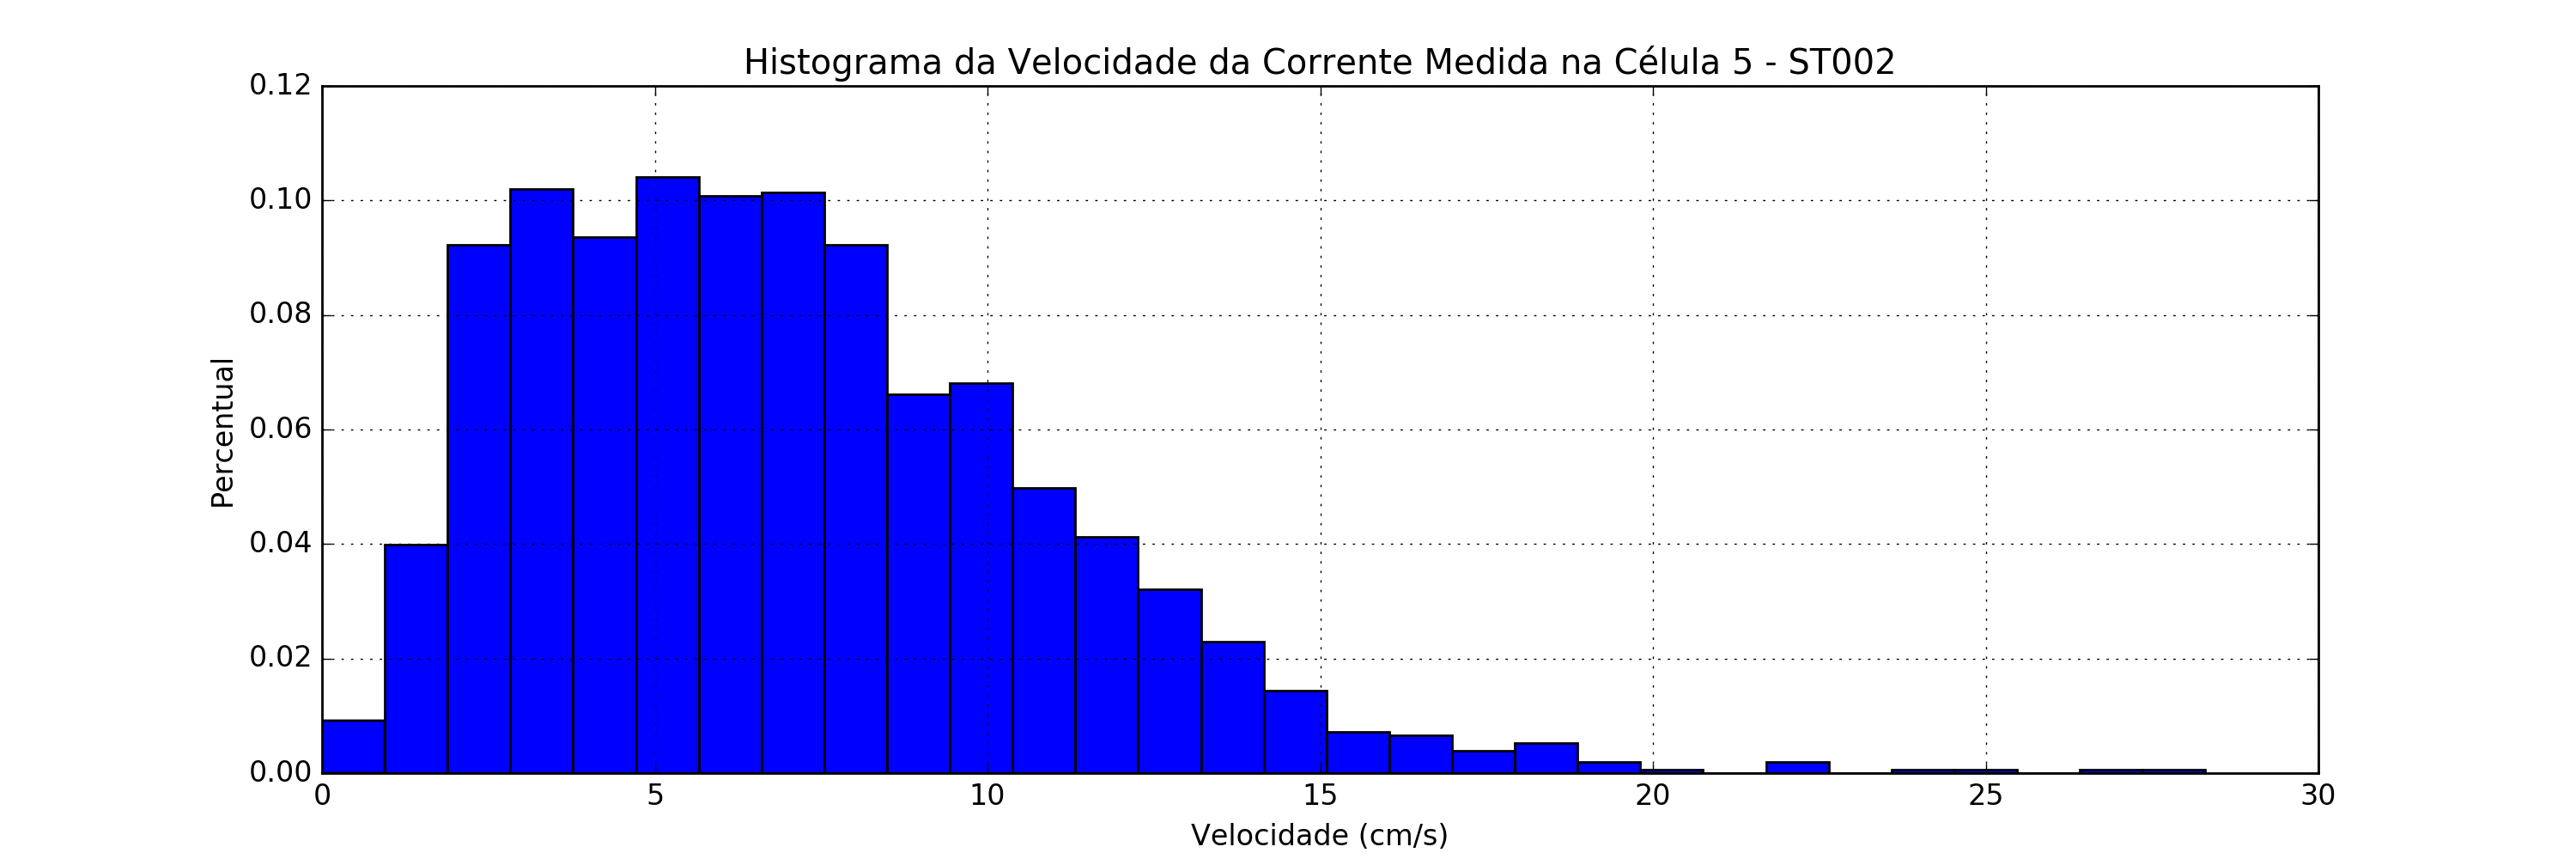 Histograma da Velocidade da Corrente Medida na Célula 5 - ST002
0.12
0.10
0.08
0.06
0.04
0.02
0.00
Percentual
0 5 10 15 20 25 30
Velocidade (cm/s)